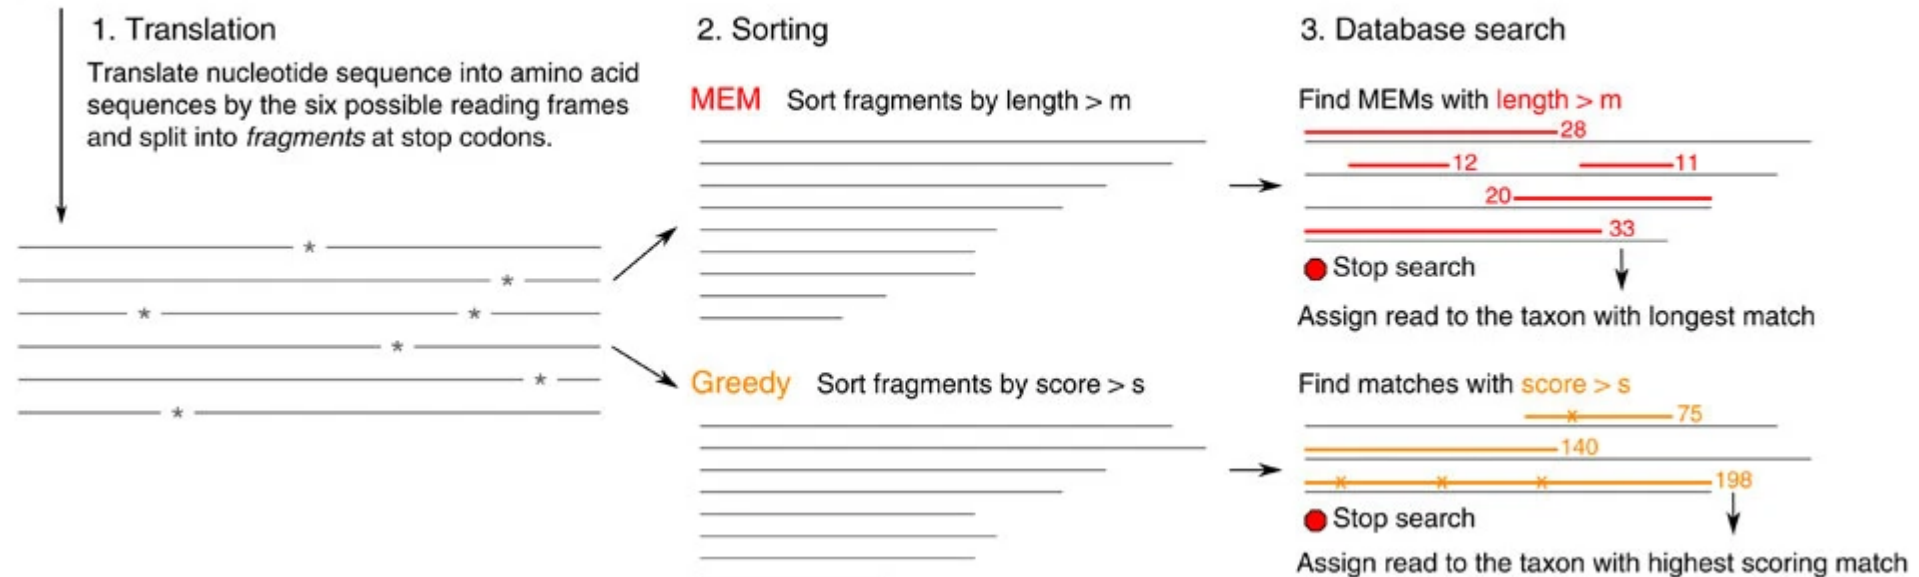 1. Translation
Translate nucleotide sequence into amino acid
sequences by the six possible reading frames
and split into fragments at stop codons.
*
*
* *
*
*
*
2. Sorting
MEM Sort fragments by length > m
Greedy Sort fragments by score > s
3. Database search
Find MEMs with length > m
28
12 11
20
33
Stop search
Assign read to the taxon with longest match
Find matches with score > s
x 75
140
x x x 198
Stop search
Assign read to the taxon with highest scoring match